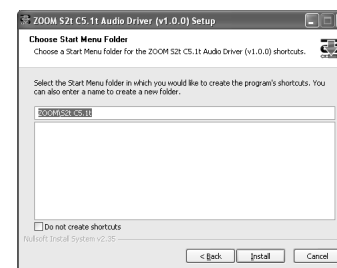 ZOOM S2t C5.1t Audio Driver (v1.0.0) Setup
Choose Start Menu Folder
Choose a Start Menu folder for the ZOOM S2t C5.1t Audio Driver (v1.0.0) shortcuts.
Select the Start Menu folder in which you would like to create the program's shortcuts. You
can also enter a name to create a new folder.
ZOOM\S2t C5.1t
Do not create shortcuts
Nullsoft Install System v2.35
< Back
Install
Cancel